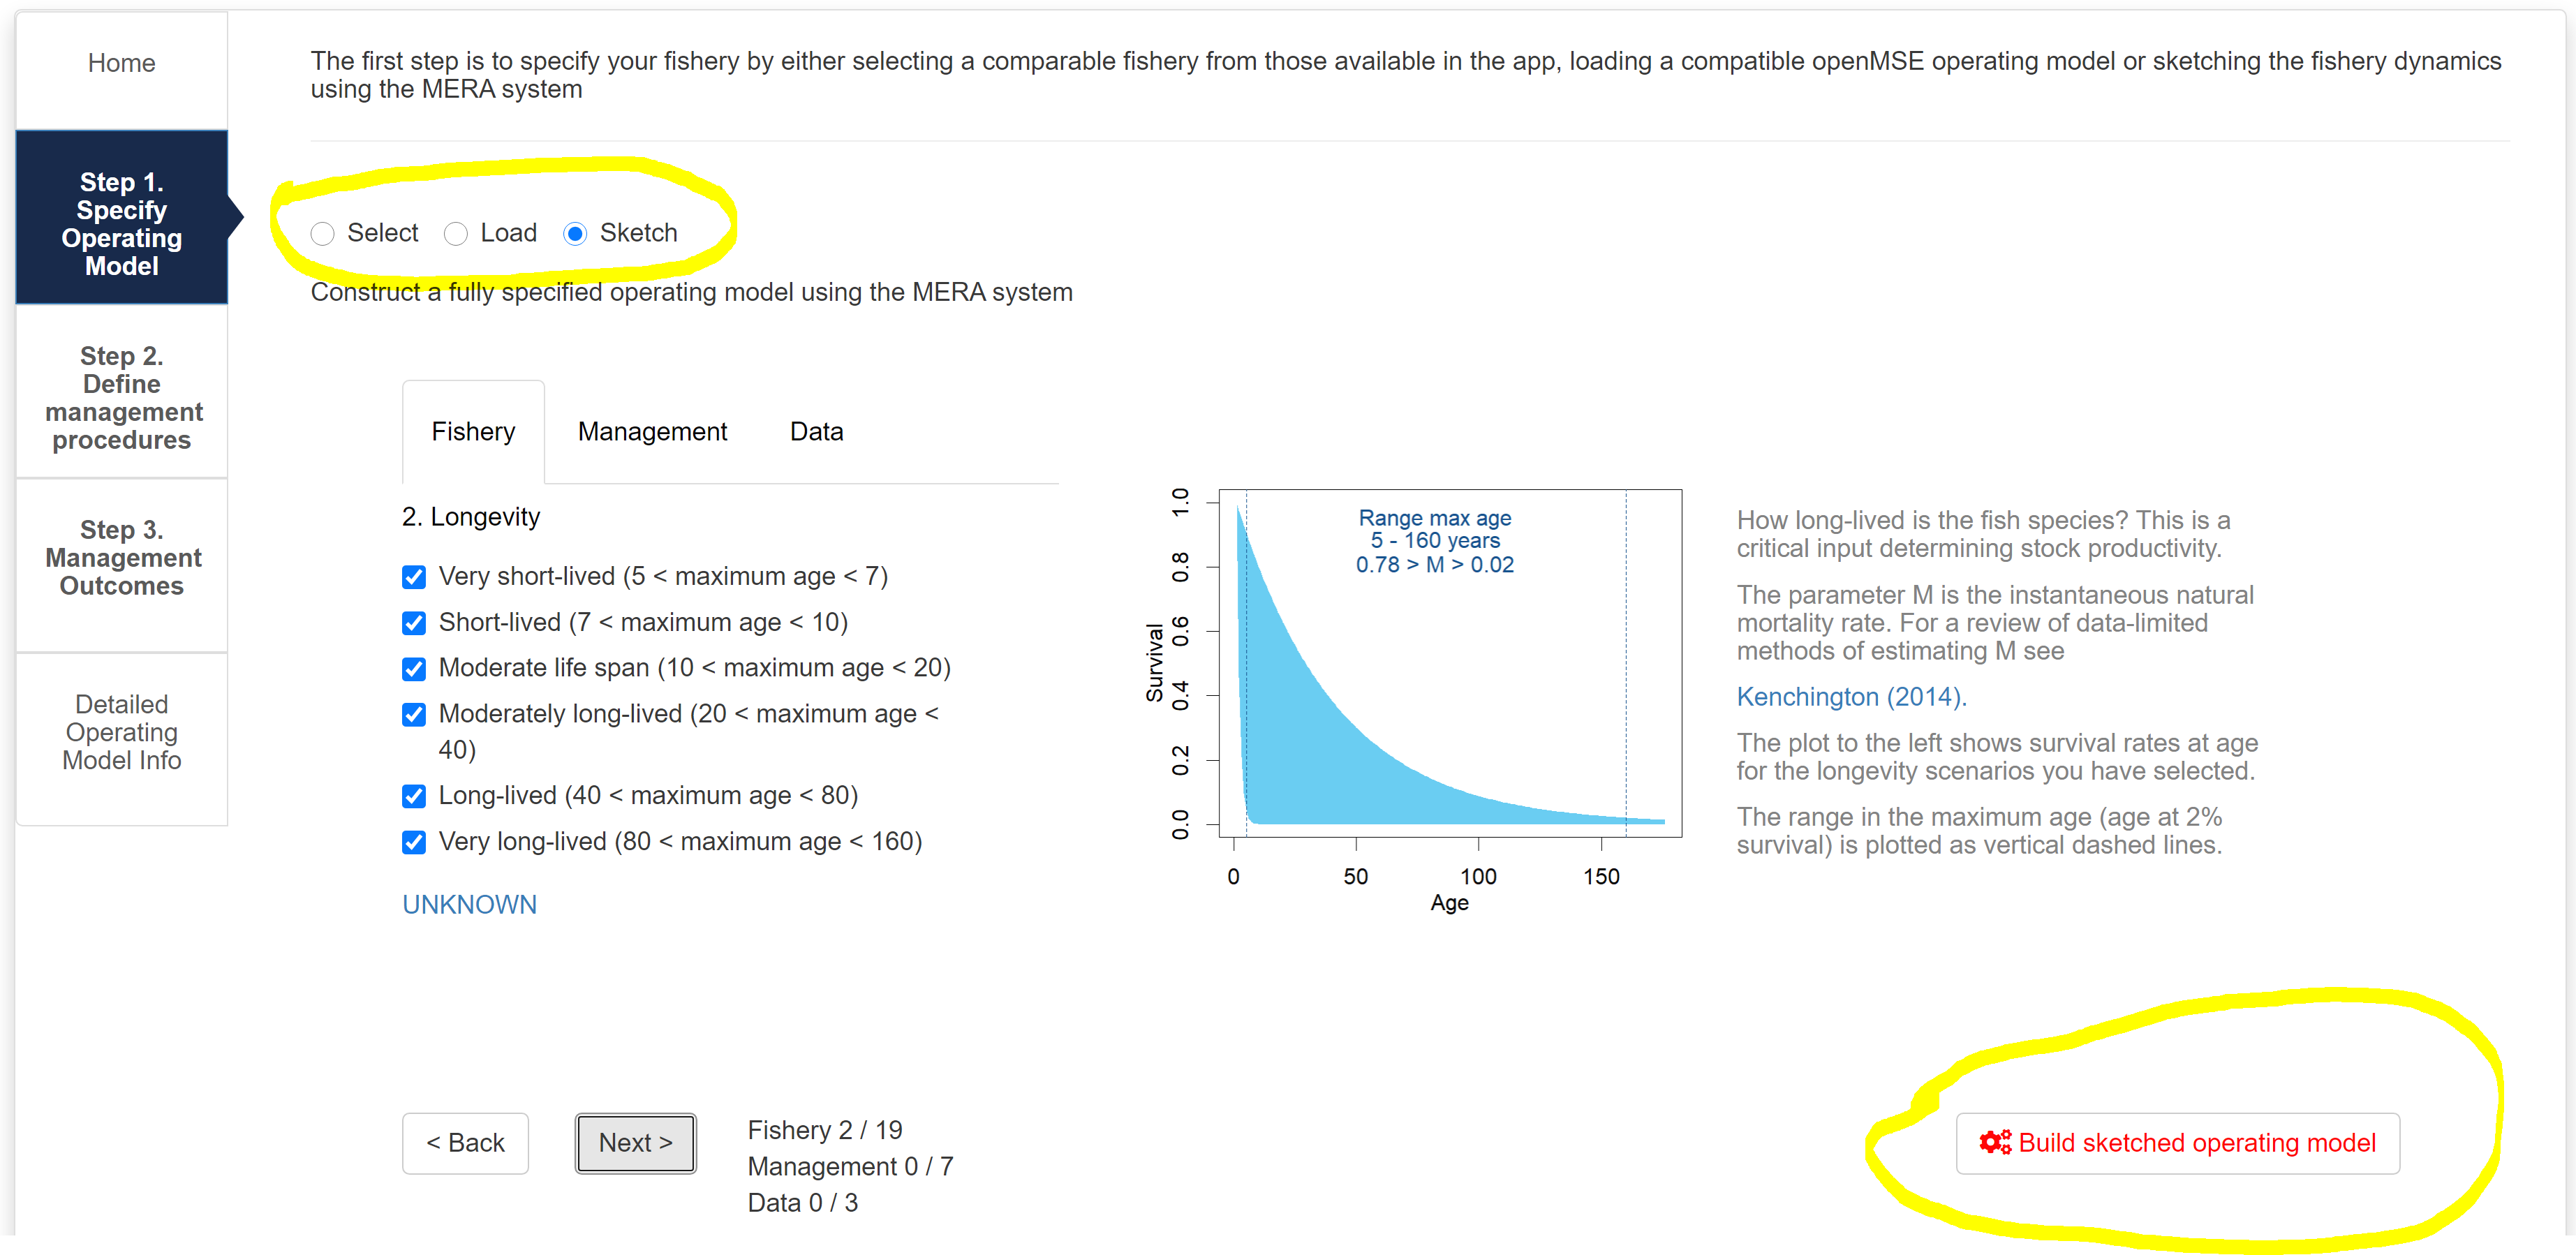 Home
Step 1.
Specify
Operating
Model
Step 2.
Define
management
procedures
Step 3.
Management
Outcomes
Detailed
Operating
Model Info
The first step is to specify your fishery by either selecting a comparable fishery from those available in the app, loading a compatible openMSE operating model or sketching the fishery dynamics
using the MERA system
Select Load Sketch
Construct a fully specified operating model using the MERA system
Fishery Management Data
2. Longevity
Very short-lived (5 < maximum age < 7)
Short-lived (7 < maximum age < 10)
Moderate life span (10 < maximum age < 20)
Moderately long-lived (20 < maximum age <
40)
Long-lived (40 < maximum age < 80)
Very long-lived (80 < maximum age < 160)
UNKNOWN
Range max age
5 - 160 years
0.78 > M > 0.02
Survival
1.0
0.8
0.6
0.4
0.2
0.0
0 50 100 150
Age
How long-lived is the fish species? This is a
critical input determining stock productivity.
The parameter M is the instantaneous natural
mortality rate. For a review of data-limited
methods of estimating M see
Kenchington (2014).
The plot to the left shows survival rates at age
for the longevity scenarios you have selected.
The range in the maximum age (age at 2%
survival) is plotted as vertical dashed lines.
< Back
Next >
Fishery 2 / 19
Management 0 / 7
Data 0 / 3
Build sketched operating model